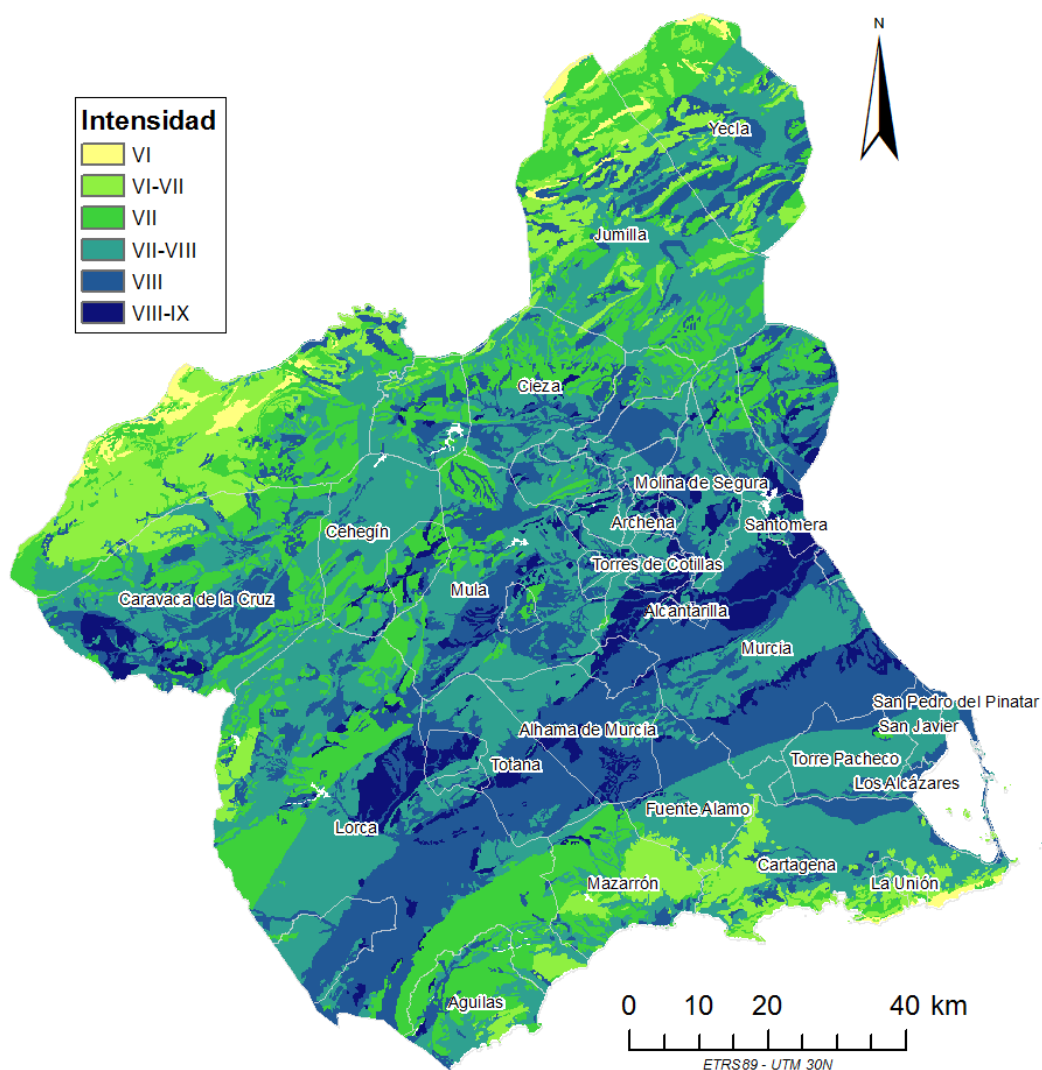 N
Intensidad
VI
VI-VII
VII
VII-VIII
VIII
VIII-IX
Yecla
Jumilla
Cieza
Molina de Segura
Archena
Santomera
Cehegín
Torres de Cotillas
Mula
Caravaca de la Cruz
Alcantarilla
Murcia
San Pedro del Pinatar
San Javier
Alhama de Murcia
Torre Pacheco
Totana
Los Alcázares
Fuente Alamo
Lorca
Cartagena
Mazarrón
La Unión
Aguilas
0 10 20 40 km
ETRS89 - UTM 30N